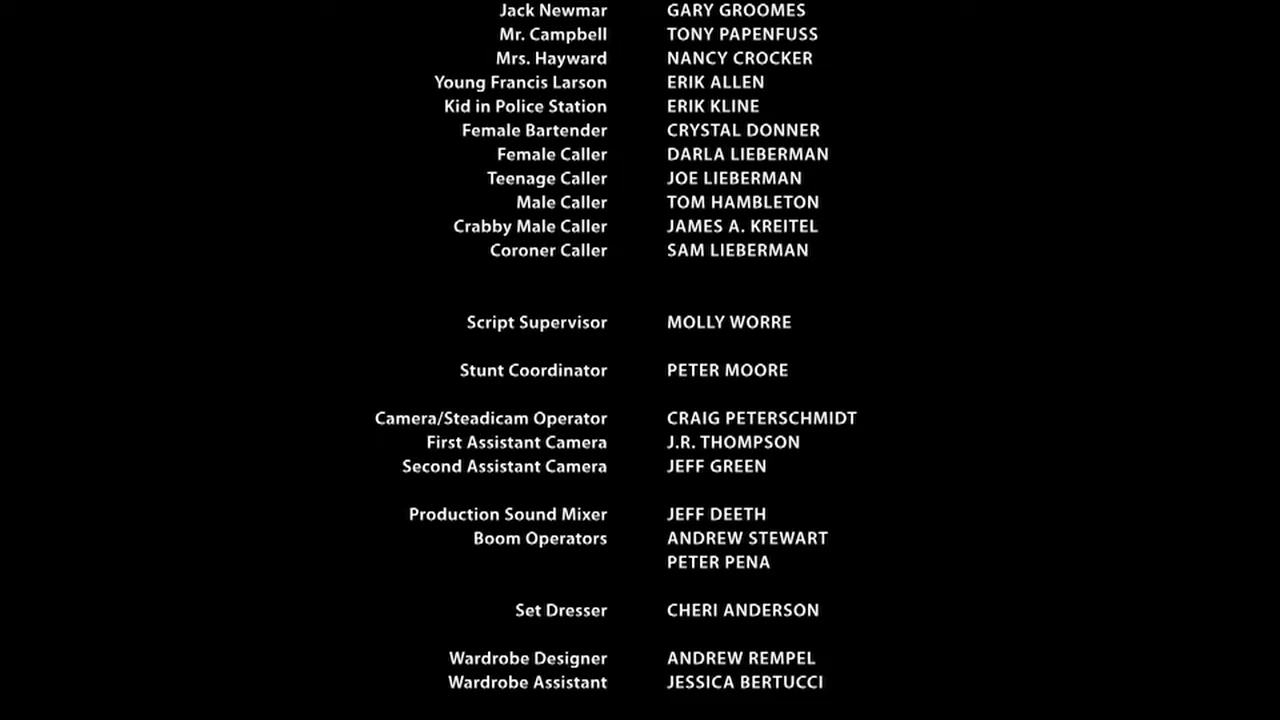 Jack Newmar GARY GROOMES
Mr. Campbell TONY PAPENFUSS
Mrs. Hayward NANCY CROCKER
Young Francis Larson ERIK ALLEN
Kid in Police Station ERIK KLINE
Female Bartender CRYSTAL DONNER
Female Caller DARLA LIEBERMAN
Teenage Caller JOE LIEBERMAN
Male Caller TOM HAMBLETON
Crabby Male Caller JAMES A. KREITEL
Coroner Caller SAM LIEBERMAN
Script Supervisor MOLLY WORRE
Stunt Coordinator PETER MOORE
Camera/Steadicam Operator CRAIG PETERSCHMIDT
First Assistant Camera J.R. THOMPSON
Second Assistant Camera JEFF GREEN
Production Sound Mixer JEFF DEETH
Boom Operators ANDREW STEWART
PETER PENA
Set Dresser CHERI ANDERSON
Wardrobe Designer ANDREW REMPEL
Wardrobe Assistant JESSICA BERTUCCI